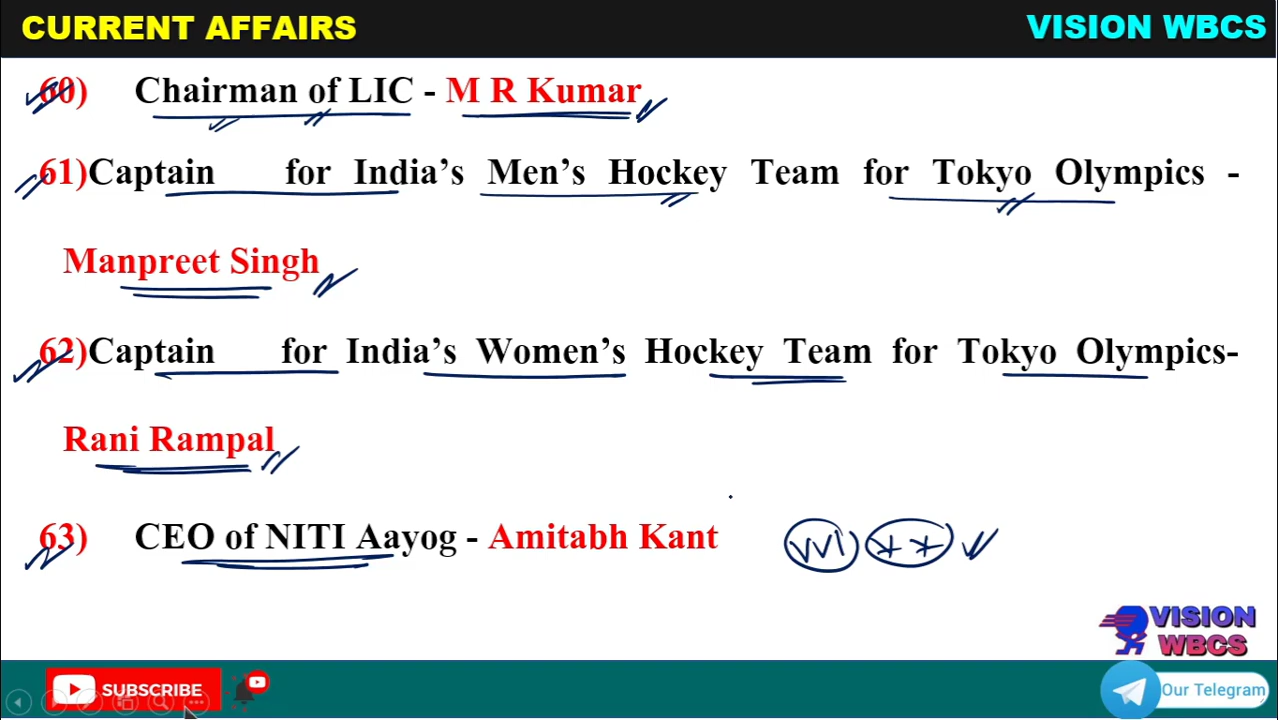 CURRENT AFFAIRS VISION WBCS
60) Chairman of LIC - M R Kumar
61)Captain for India’s Men’s Hockey Team for Tokyo Olympics -
Manpreet Singh
62)Captain for India’s Women’s Hockey Team for Tokyo Olympics-
Rani Rampal
63) CEO of NITI Aayog - Amitabh Kant VVI **
VISION
WBCS
SUBSCRIBE Our Telegram